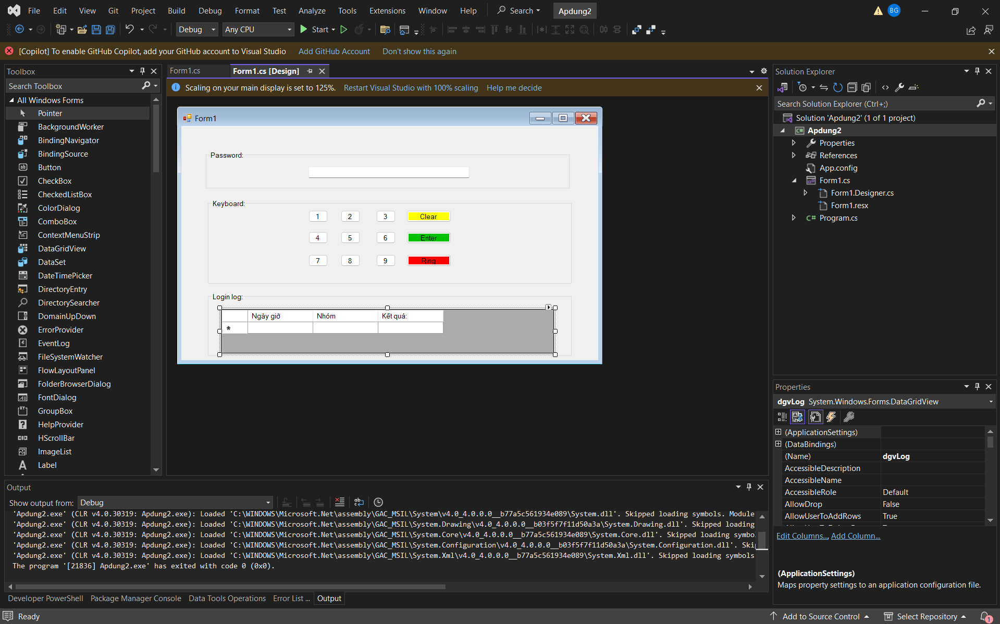 File Edit View Git Project Build Debug Format Test Analyze Tools Extensions Window Help Search Apdung2 BG
Debug Any CPU Start
[Copilot] To enable GitHub Copilot, add your GitHub account to Visual Studio Add GitHub Account Don't show this again
Toolbox
Search Toolbox
All Windows Forms
Pointer
BackgroundWorker
BindingNavigator
BindingSource
Button
CheckBox
CheckedListBox
ColorDialog
ComboBox
ContextMenuStrip
DataGridView
DataSet
DateTimePicker
DirectoryEntry
DirectorySearcher
DomainUpDown
ErrorProvider
EventLog
FileSystemWatcher
FlowLayoutPanel
FolderBrowserDialog
FontDialog
GroupBox
HelpProvider
HScrollBar
ImageList
Label
Form1.cs Form1.cs [Design]
Scaling on your main display is set to 125%. Restart Visual Studio with 100% scaling Help me decide
Form1
Password:
Keyboard:
1 2 3 Clear
4 5 6 Enter
7 8 9 Ring
Login log:
Ngày giờ Nhóm Kết quả:
*
Solution Explorer
Search Solution Explorer (Ctrl+;)
Solution 'Apdung2' (1 of 1 project)
Apdung2
Properties
References
App.config
Form1.cs
Form1.Designer.cs
Form1.resx
Program.cs
Properties
dgvLog System.Windows.Forms.DataGridView
(ApplicationSettings)
(DataBindings)
(Name) dgvLog
AccessibleDescription
AccessibleName
AccessibleRole Default
AllowDrop False
AllowUserToAddRows True
Edit Columns..., Add Column...
(ApplicationSettings)
Maps property settings to an application configuration file.
Output
Show output from: Debug
'Apdung2.exe' (CLR v4.0.30319: Apdung2.exe): Loaded 'C:\WINDOWS\Microsoft.Net\assembly\GAC_MSIL\System\v4.0_4.0.0.0__b77a5c561934e089\System.dll'. Skipped loading symbols. Module
'Apdung2.exe' (CLR v4.0.30319: Apdung2.exe): Loaded 'C:\WINDOWS\Microsoft.Net\assembly\GAC_MSIL\System.Drawing\v4.0_4.0.0.0__b03f5f7f11d50a3a\System.Drawing.dll'. Skipped loading
'Apdung2.exe' (CLR v4.0.30319: Apdung2.exe): Loaded 'C:\WINDOWS\Microsoft.Net\assembly\GAC_MSIL\System.Core\v4.0_4.0.0.0__b77a5c561934e089\System.Core.dll'. Skipped loading symbo
'Apdung2.exe' (CLR v4.0.30319: Apdung2.exe): Loaded 'C:\WINDOWS\Microsoft.Net\assembly\GAC_MSIL\System.Configuration\v4.0_4.0.0.0__b03f5f7f11d50a3a\System.Configuration.dll'. Ski
'Apdung2.exe' (CLR v4.0.30319: Apdung2.exe): Loaded 'C:\WINDOWS\Microsoft.Net\assembly\GAC_MSIL\System.Xml\v4.0_4.0.0.0__b77a5c561934e089\System.Xml.dll'. Skipped loading symbols
The program '[21836] Apdung2.exe' has exited with code 0 (0x0).
Developer PowerShell Package Manager Console Data Tools Operations Error List ... Output
Ready Add to Source Control Select Repository 1